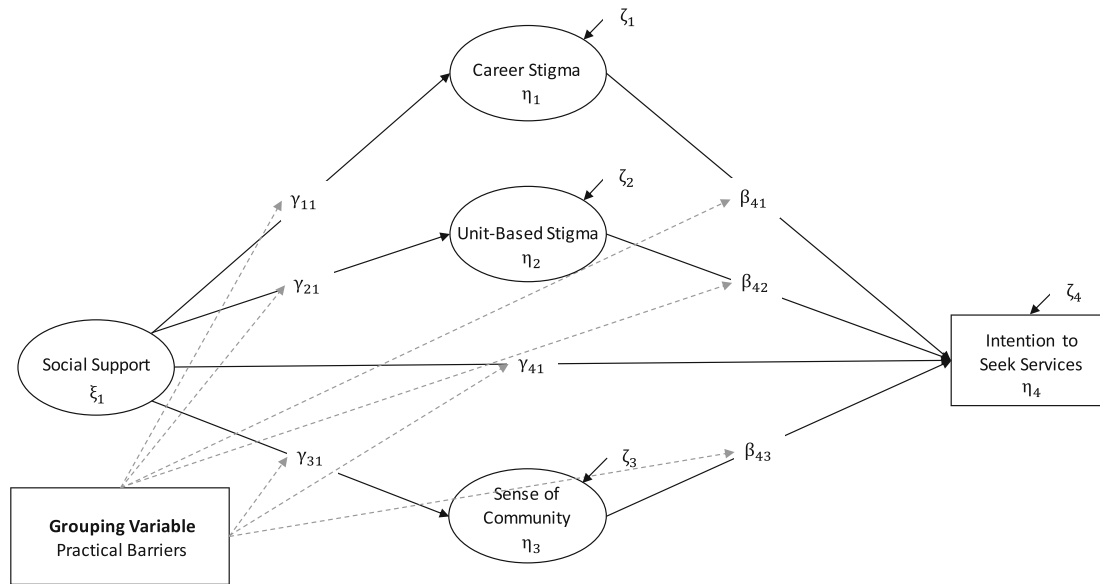 ζ1
Career Stigma
η1
γ11
β41
ζ2
Unit-Based Stigma
η2
γ21
β42
ζ4
Intention to
Seek Services
η4
Social Support
ξ1
γ41
γ31
β43
ζ3
Sense of
Community
η3
Grouping Variable
Practical Barriers